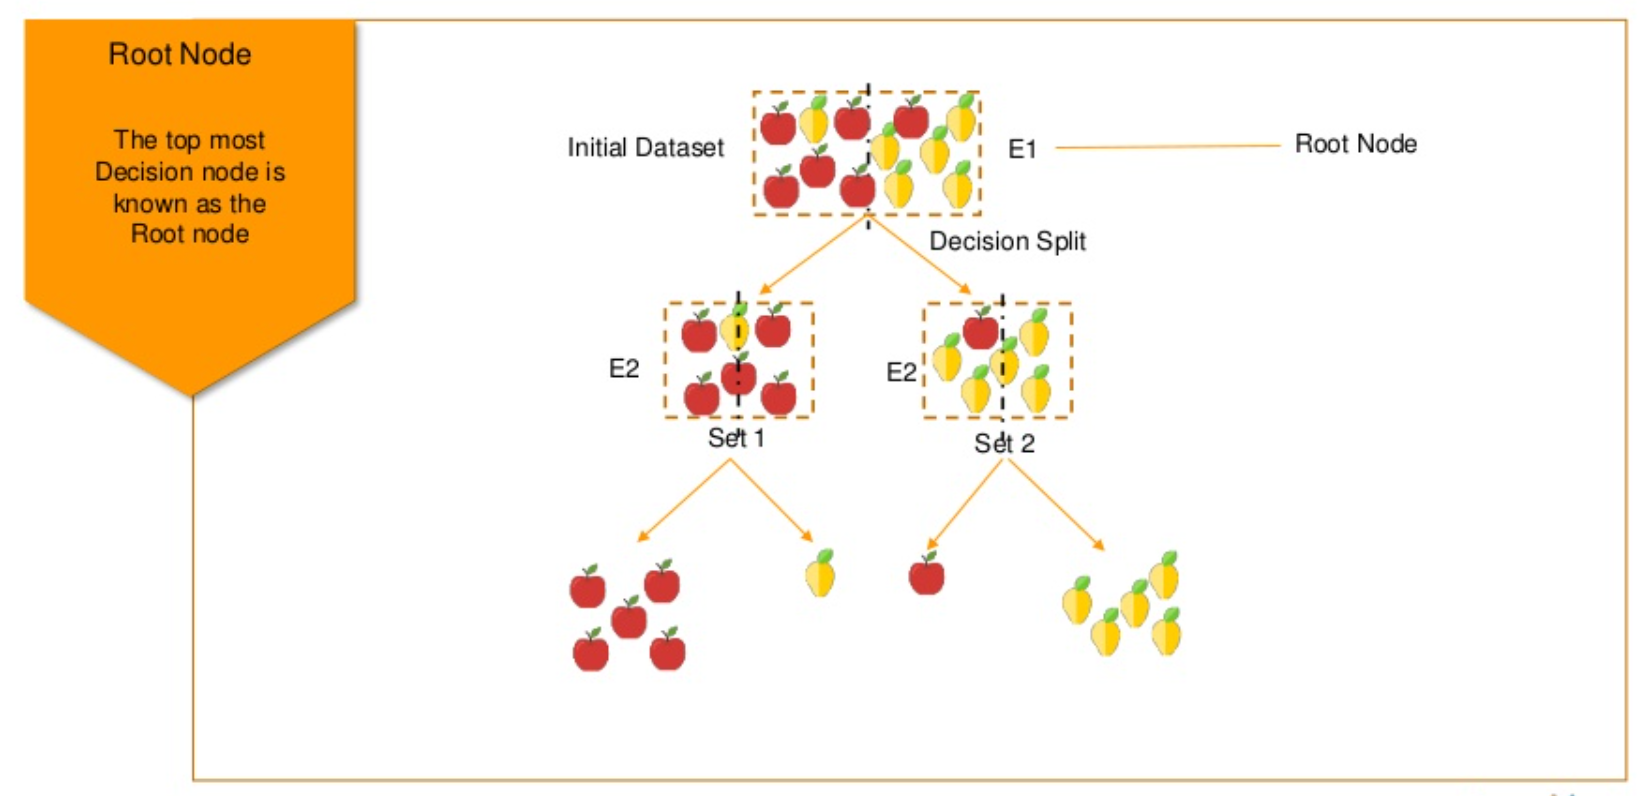 Root Node
The top most
Decision node is
known as the
Root node
Initial Dataset
E1
Root Node
Decision Split
E2
E2
Set 1
Set 2